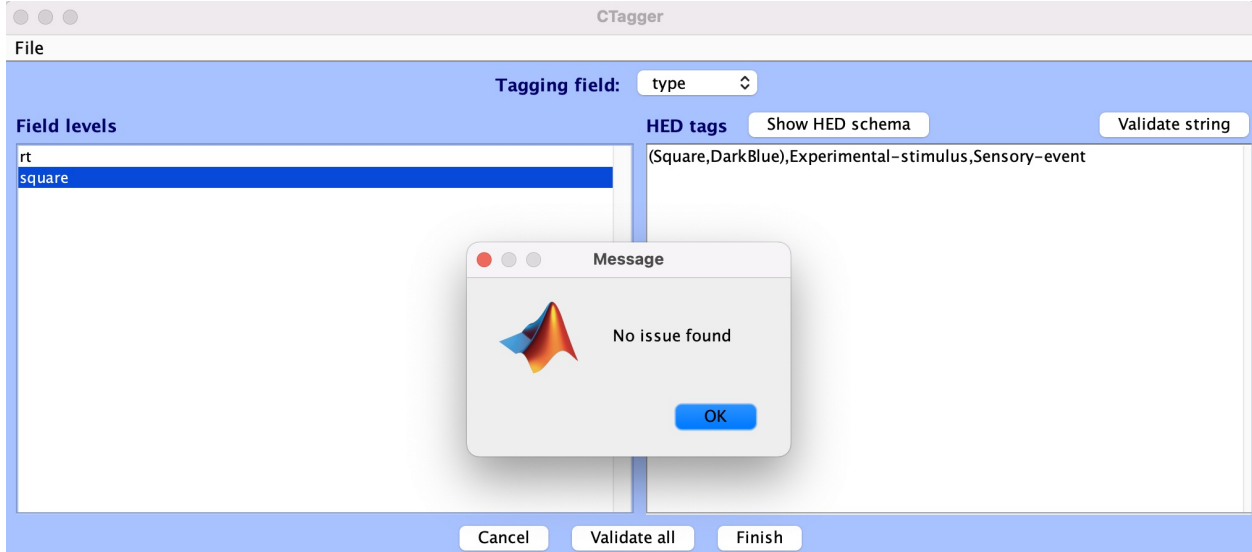 CTagger
File
Tagging field: type
Field levels
HED tags Show HED schema Validate string
rt
square
(Square,DarkBlue),Experimental-stimulus,Sensory-event
Message
No issue found
OK
Cancel Validate all Finish